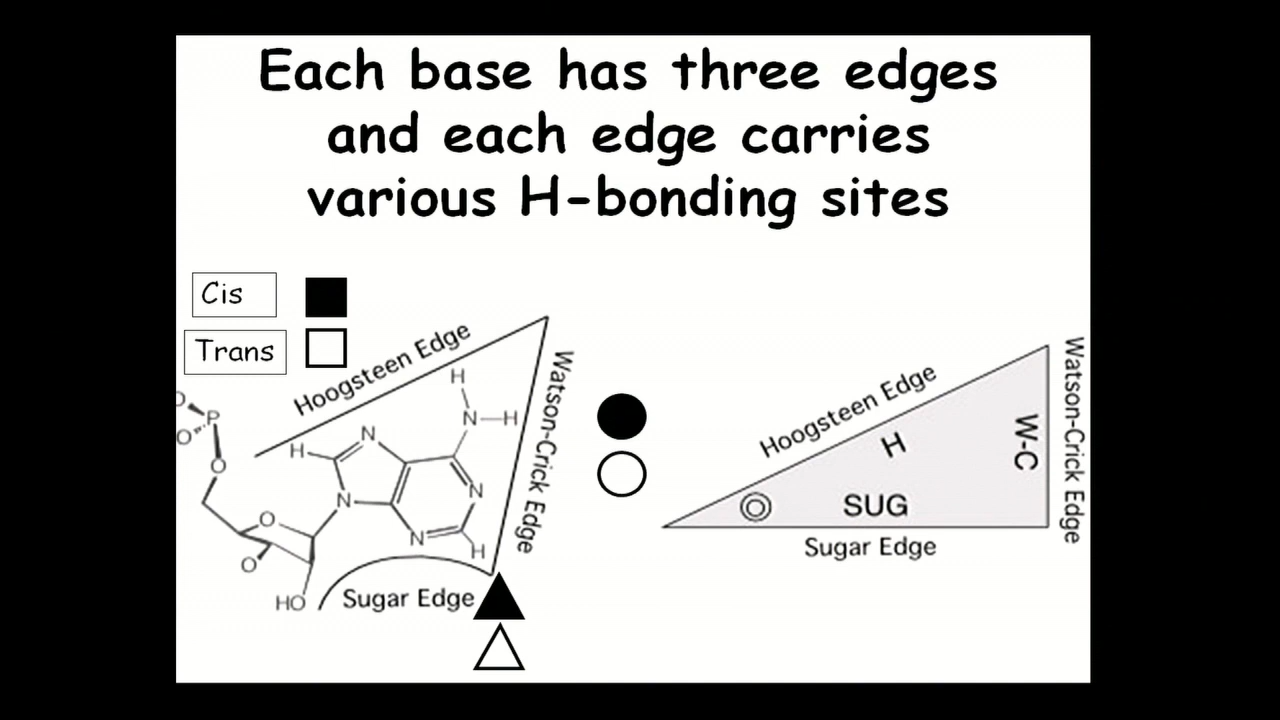 Each base has three edges
and each edge carries
various H-bonding sites
Cis
Trans
Hoogsteen Edge
Watson-Crick Edge
Sugar Edge
O
P
O
O
O
O
HO
H
N
N
N
N
N
H
H
H
Hoogsteen Edge
H
W-C
Watson-Crick Edge
SUG
Sugar Edge